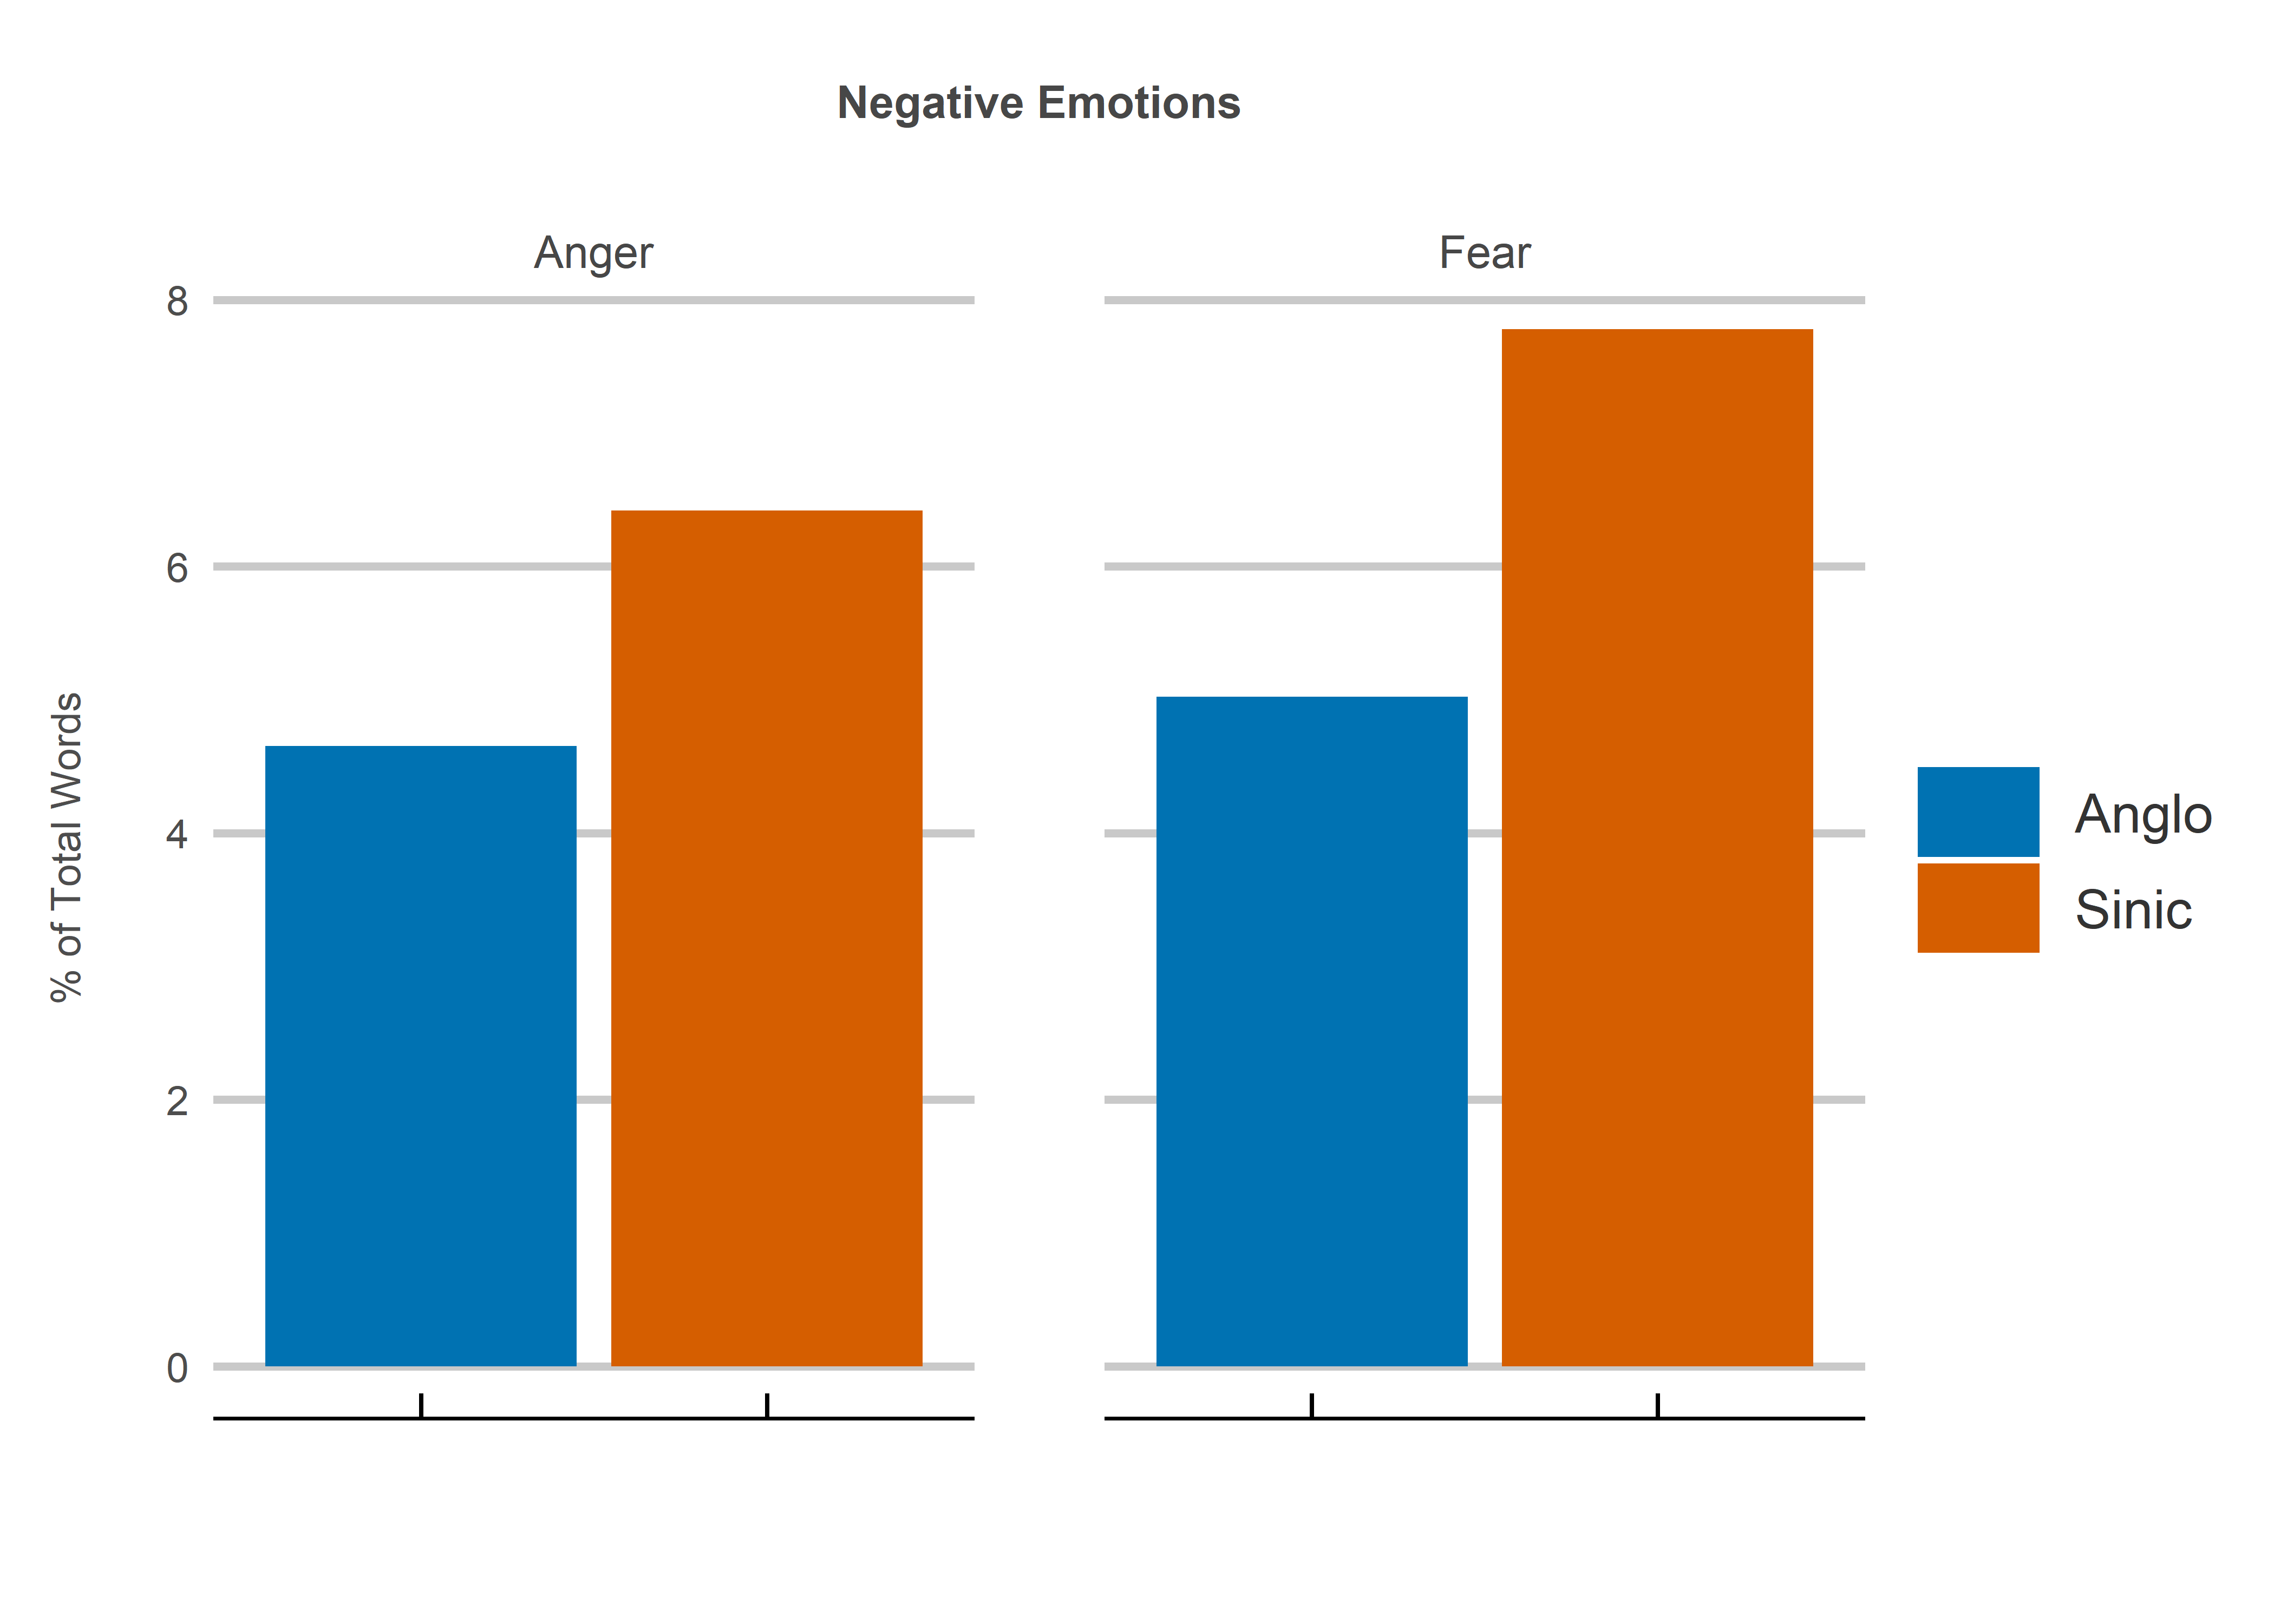 Negative Emotions
Anger
Fear
8
6
4
2
0
% of Total Words
Anglo
Sinic